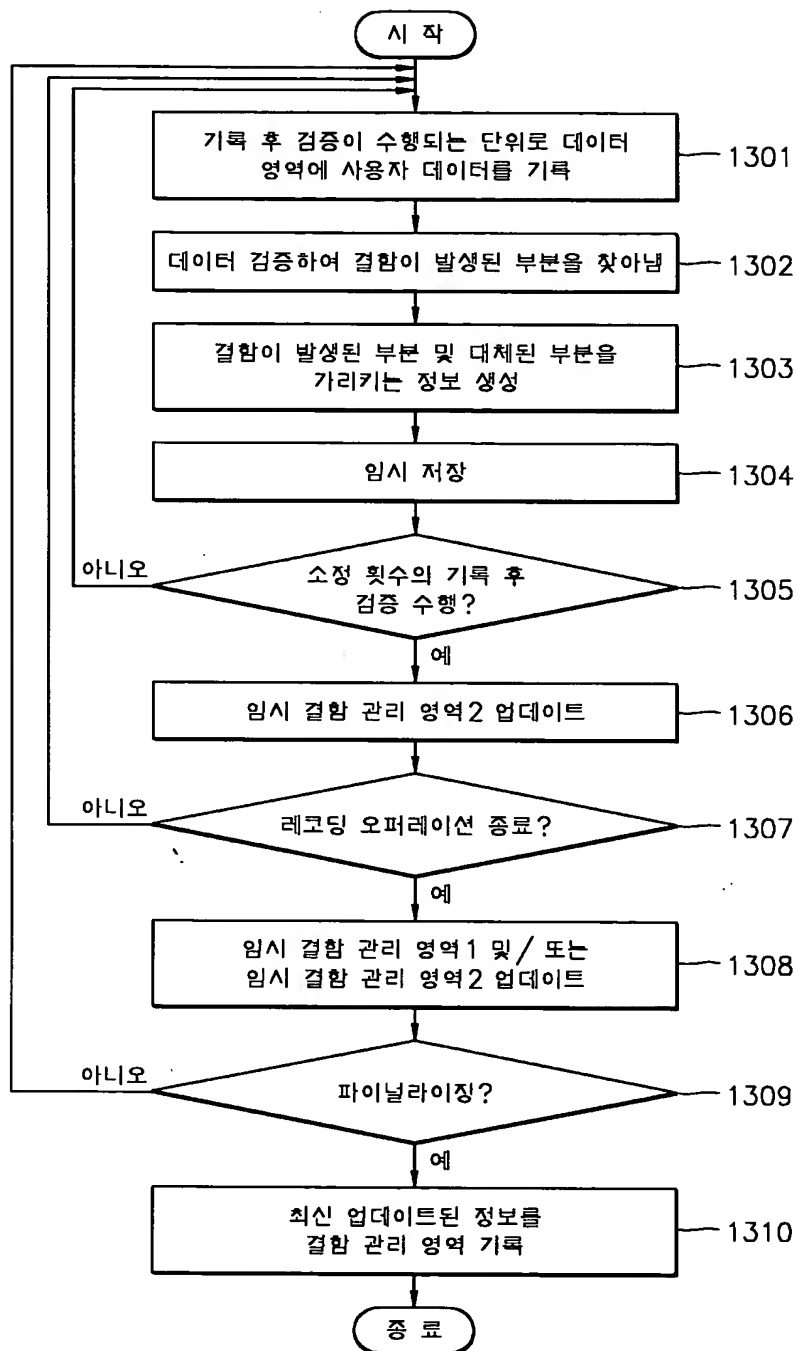 시 작
기록 후 검증이 수행되는 단위로 데이터
영역에 사용자 데이터를 기록
1301
데이터 검증하여 결함이 발생된 부분을 찾아냄
1302
결함이 발생된 부분 및 대체된 부분을
가리키는 정보 생성
1303
임시 저장
1304
아니오
소정 횟수의 기록 후
검증 수행?
1305
예
임시 결함 관리 영역2 업데이트
1306
아니오
레코딩 오퍼레이션 종료?
1307
예
임시 결함 관리 영역1 및/또는
임시 결함 관리 영역2 업데이트
1308
아니오
파이널라이징?
1309
예
최신 업데이트된 정보를
결함 관리 영역 기록
1310
종 료